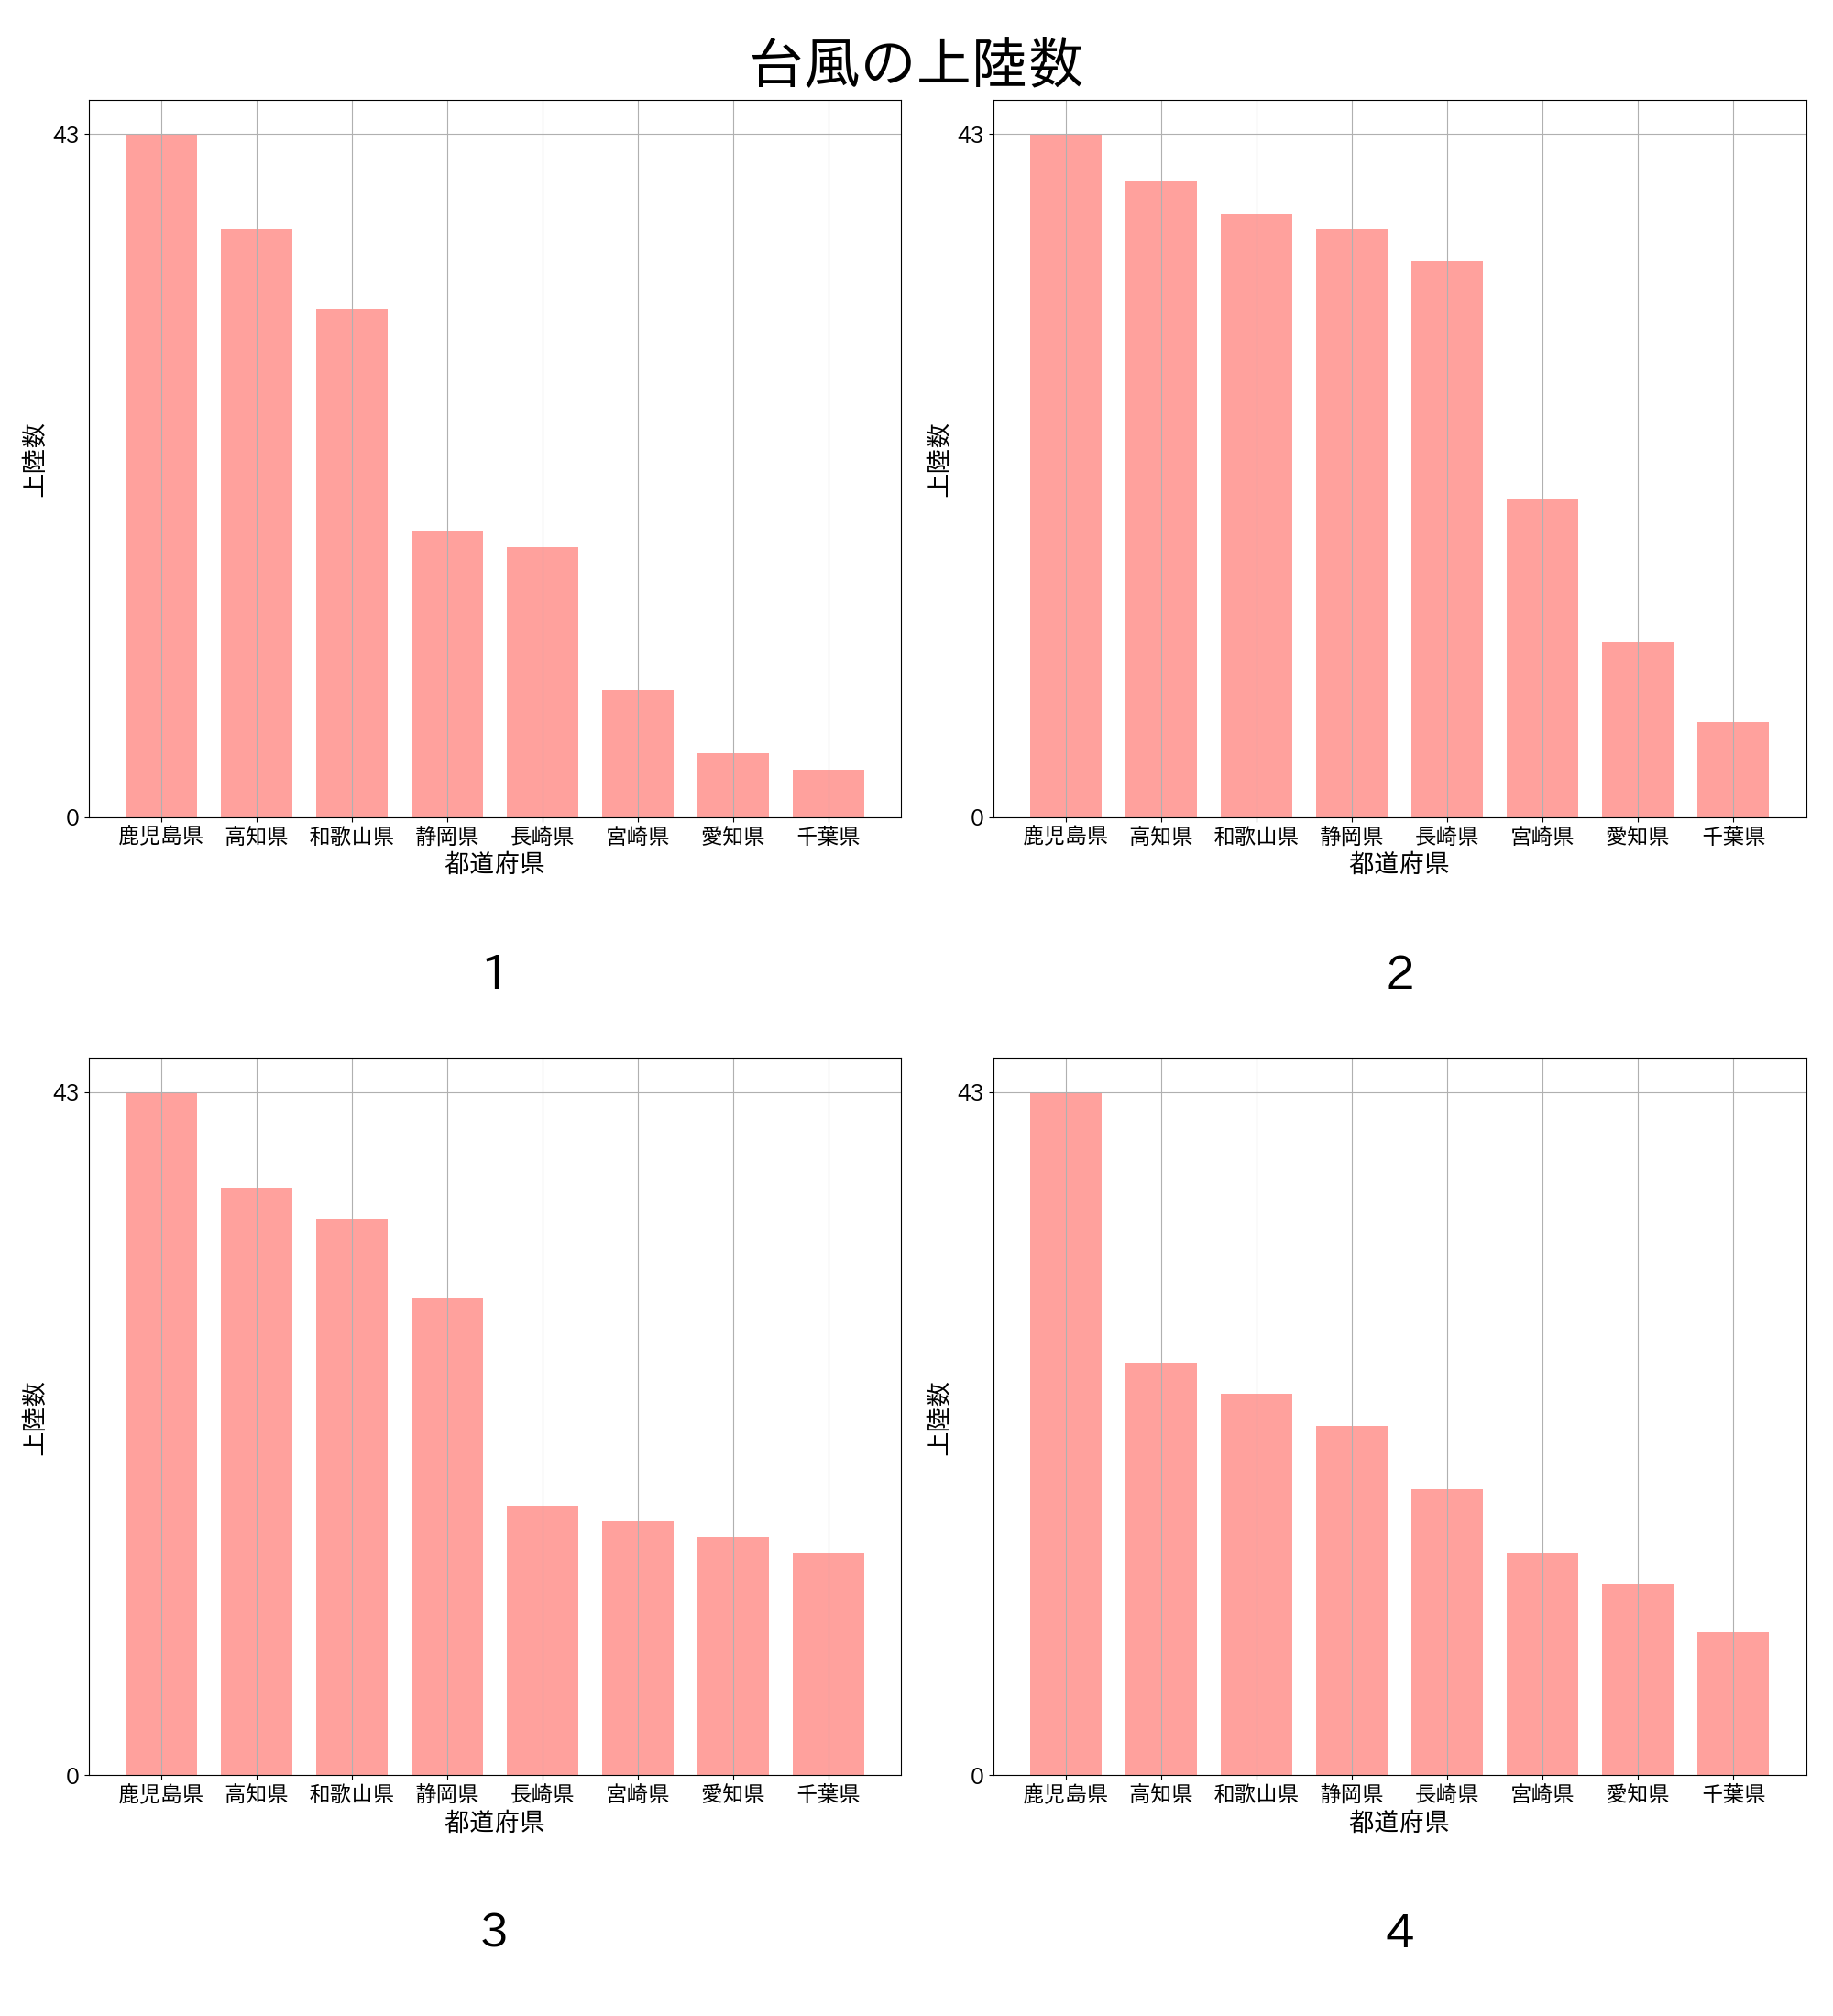 台風の上陸数
43
0
上陸数
鹿児島県 高知県 和歌山県 静岡県 長崎県 宮崎県 愛知県 千葉県
都道府県
1
43
0
上陸数
鹿児島県 高知県 和歌山県 静岡県 長崎県 宮崎県 愛知県 千葉県
都道府県
2
43
0
上陸数
鹿児島県 高知県 和歌山県 静岡県 長崎県 宮崎県 愛知県 千葉県
都道府県
3
43
0
上陸数
鹿児島県 高知県 和歌山県 静岡県 長崎県 宮崎県 愛知県 千葉県
都道府県
4